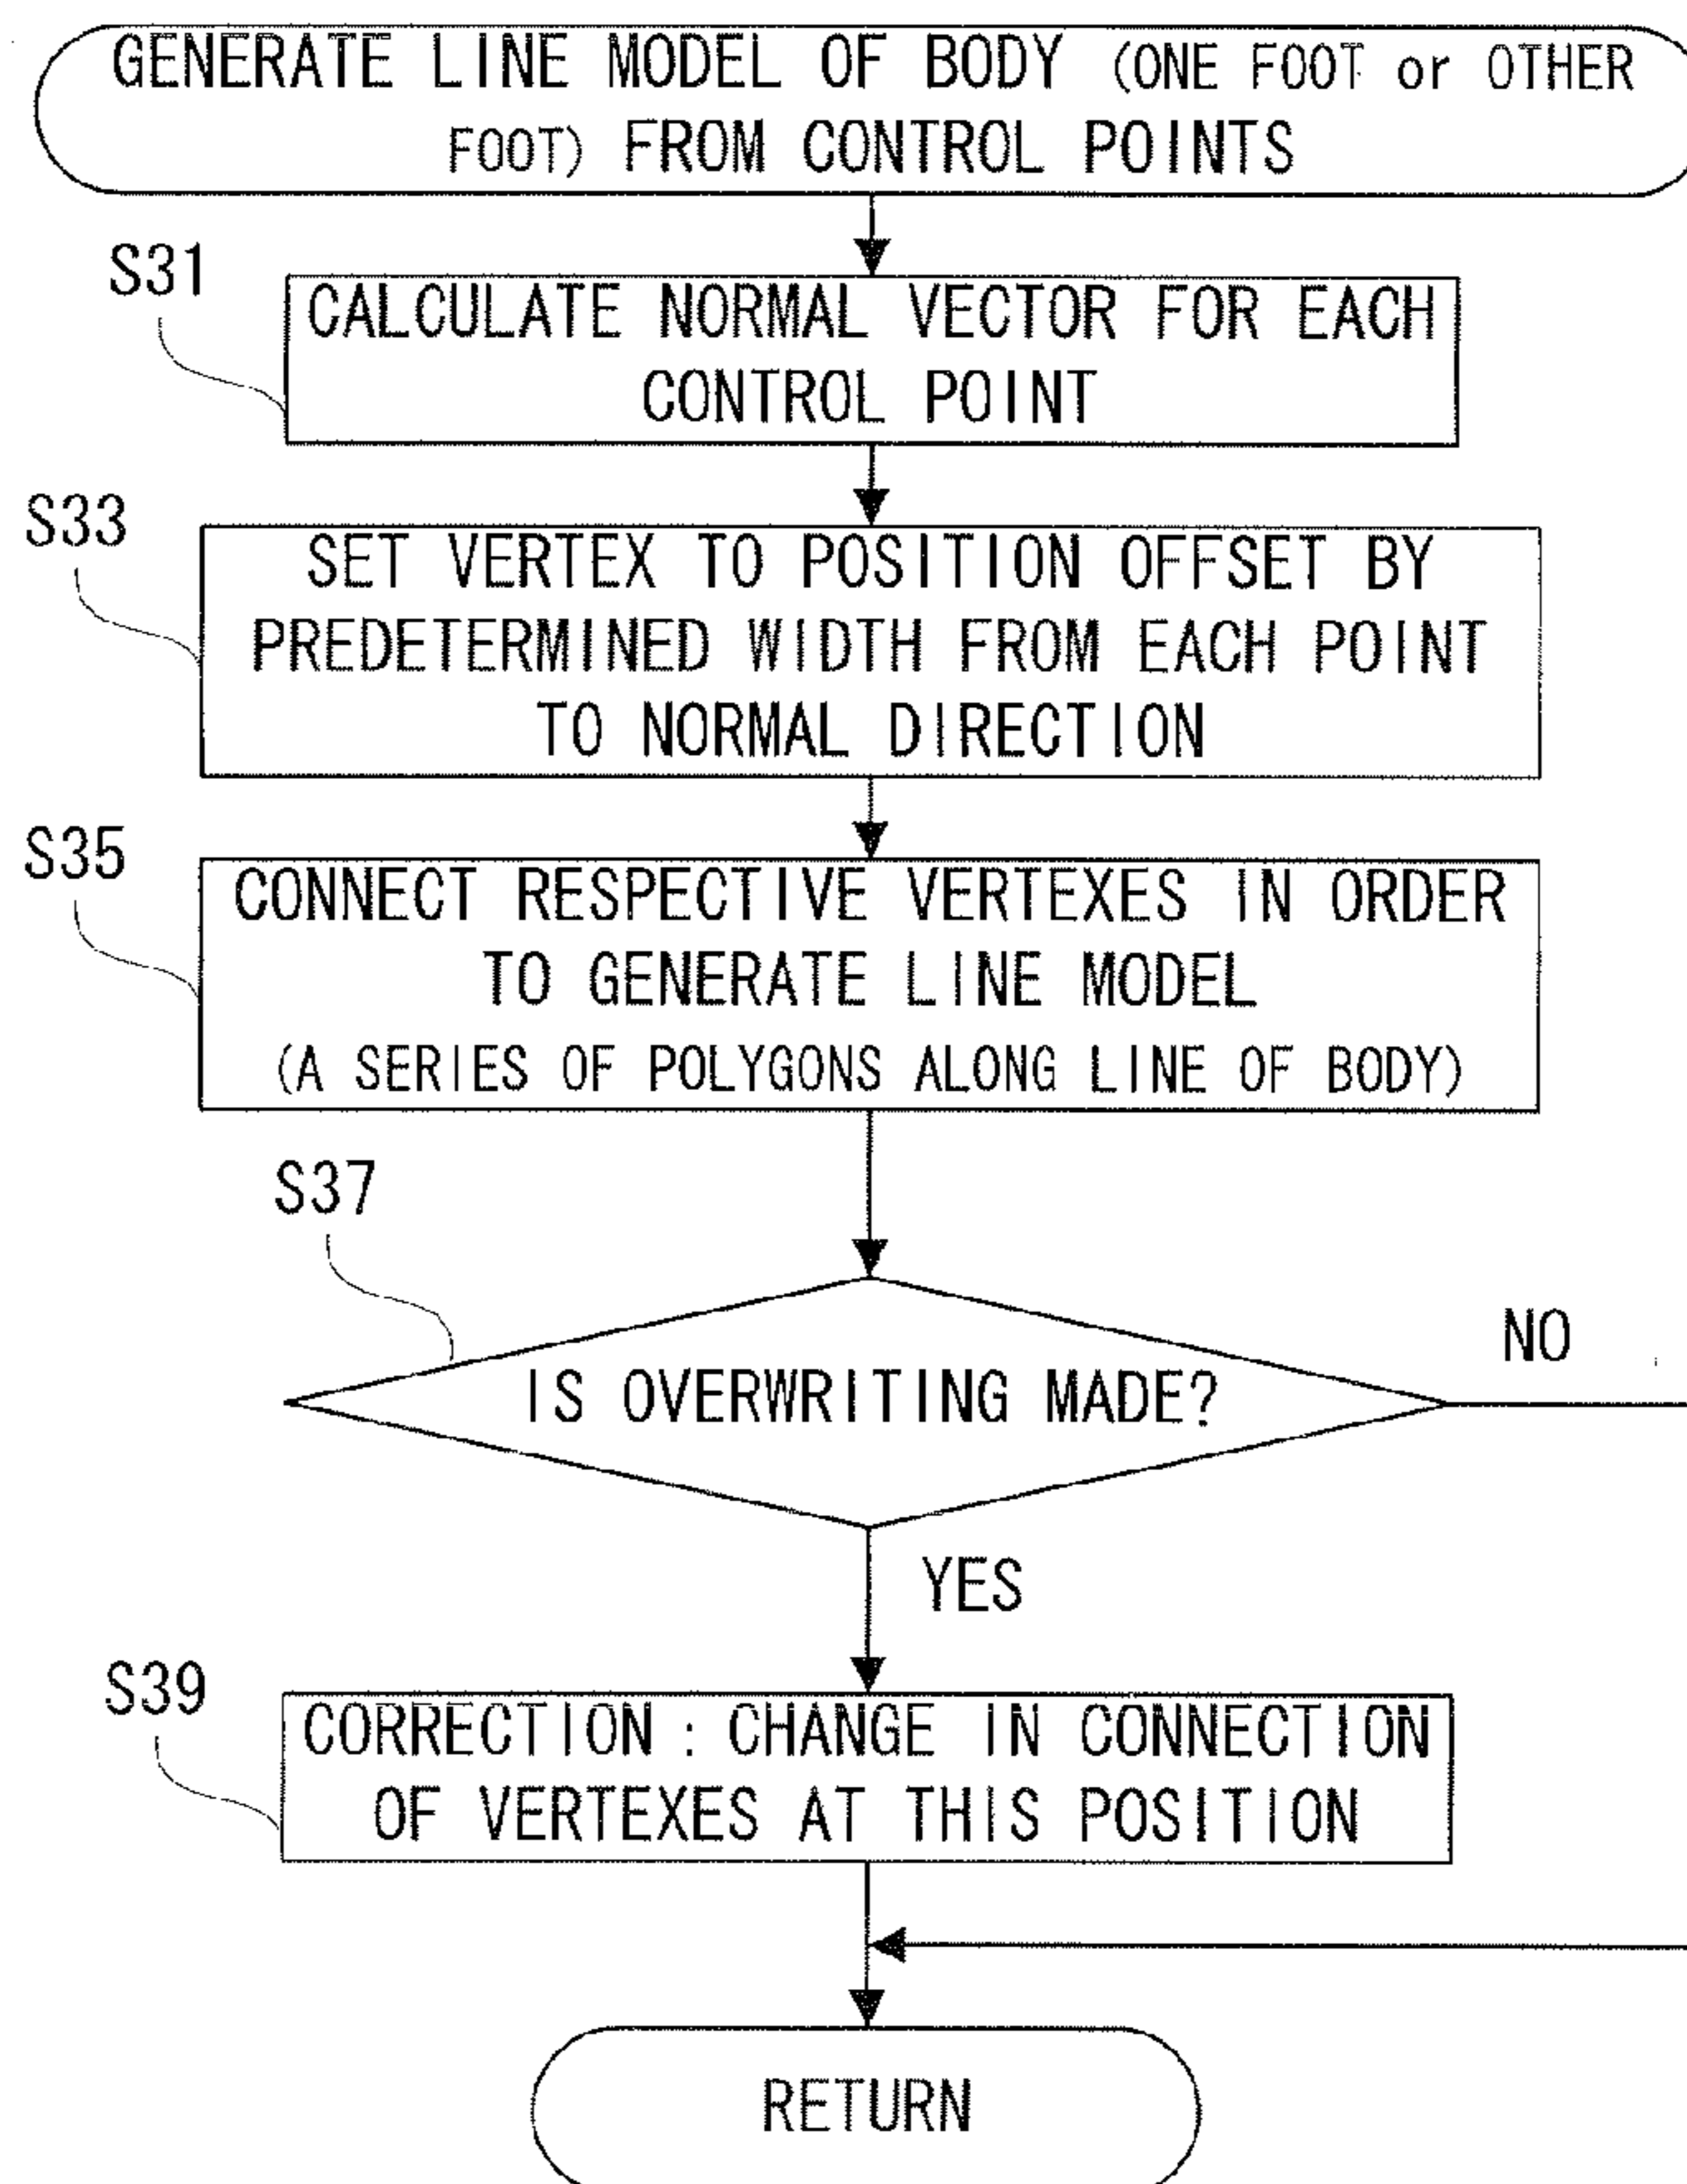 GENERATE LINE MODEL OF BODY (ONE FOOT or OTHER
FOOT) FROM CONTROL POINTS
S31
CALCULATE NORMAL VECTOR FOR EACH
CONTROL POINT
S33
SET VERTEX TO POSITION OFFSET BY
PREDETERMINED WIDTH FROM EACH POINT
TO NORMAL DIRECTION
S35
CONNECT RESPECTIVE VERTEXES IN ORDER
TO GENERATE LINE MODEL
(A SERIES OF POLYGONS ALONG LINE OF BODY)
S37
IS OVERWRITING MADE?
NO
YES
S39
CORRECTION : CHANGE IN CONNECTION
OF VERTEXES AT THIS POSITION
RETURN